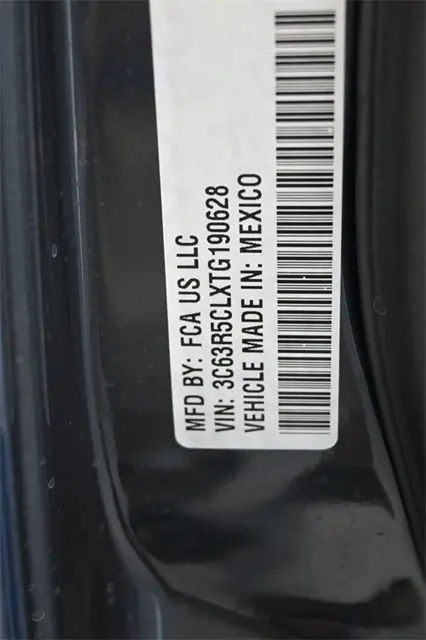 MFD BY: FCA US LLC
VIN: 3C63R5CLXTG190628
VEHICLE MADE IN: MEXICO